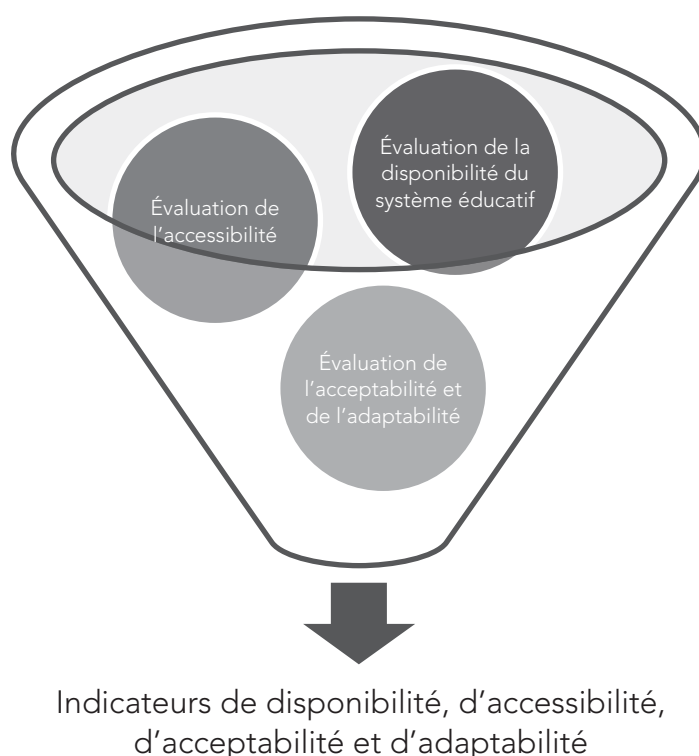 Évaluation de la
disponibilité du
système éducatif
Évaluation de
l'accessibilité
Évaluation de
l'acceptabilité et
de l'adaptabilité
Indicateurs de disponibilité, d'accessibilité,
d'acceptabilité et d'adaptabilité